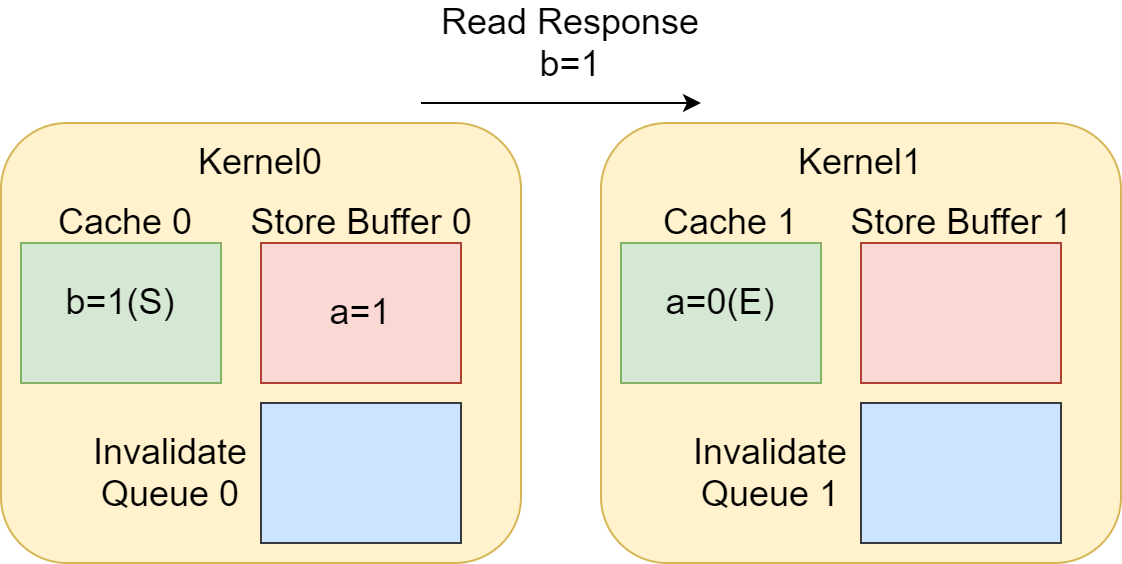 Read Response
b=1
Kernel0
Cache 0
Store Buffer 0
b=1(S)
a=1
Invalidate
Queue 0
Kernel1
Cache 1
Store Buffer 1
a=0(E)
Invalidate
Queue 1